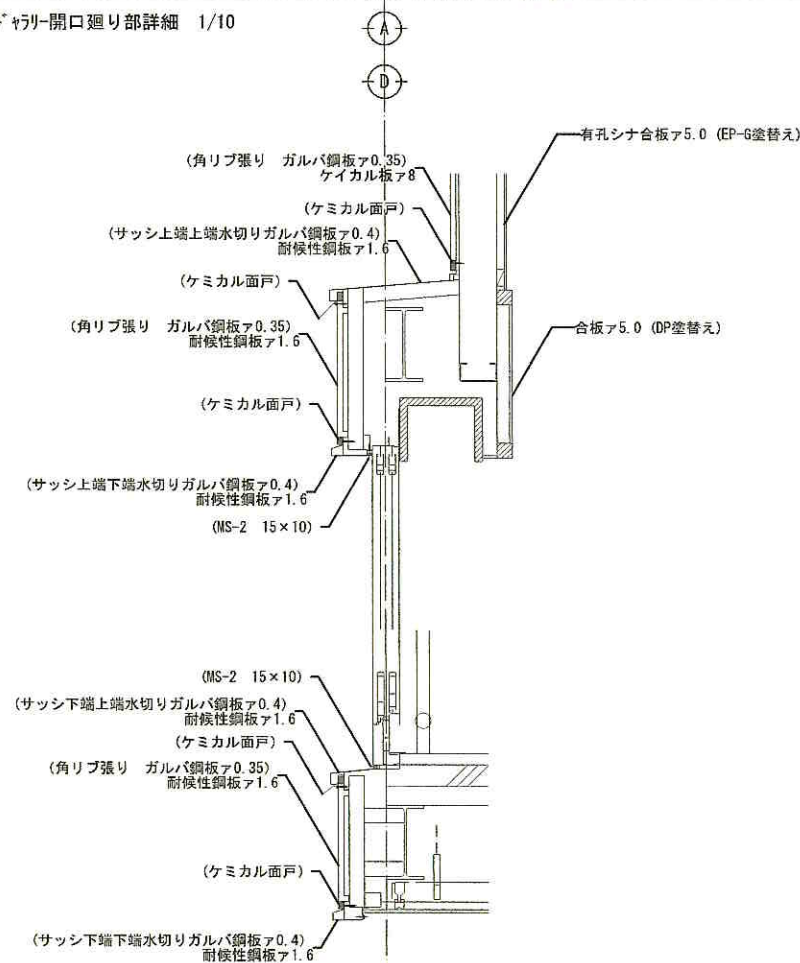 ギャラリー開口廻り部詳細 1/10
A
D
有孔シナ合板ァ5.0 (EP-G塗替え)
(角リブ張り ガルバ鋼板ァ0.35)
ケイカル板ァ8
(ケミカル面戸)
(サッシ上端上端水切りガルバ鋼板ァ0.4)
耐候性鋼板ァ1.6
(ケミカル面戸)
(角リブ張り ガルバ鋼板ァ0.35)
耐候性鋼板ァ1.6
合板ァ5.0 (DP塗替え)
(ケミカル面戸)
(サッシ上端下端水切りガルバ鋼板ァ0.4)
耐候性鋼板ァ1.6
(MS-2 15×10)
(MS-2 15×10)
(サッシ下端上端水切りガルバ鋼板ァ0.4)
耐候性鋼板ァ1.6
(ケミカル面戸)
(角リブ張り ガルバ鋼板ァ0.35)
耐候性鋼板ァ1.6
(ケミカル面戸)
(サッシ下端下端水切りガルバ鋼板ァ0.4)
耐候性鋼板ァ1.6